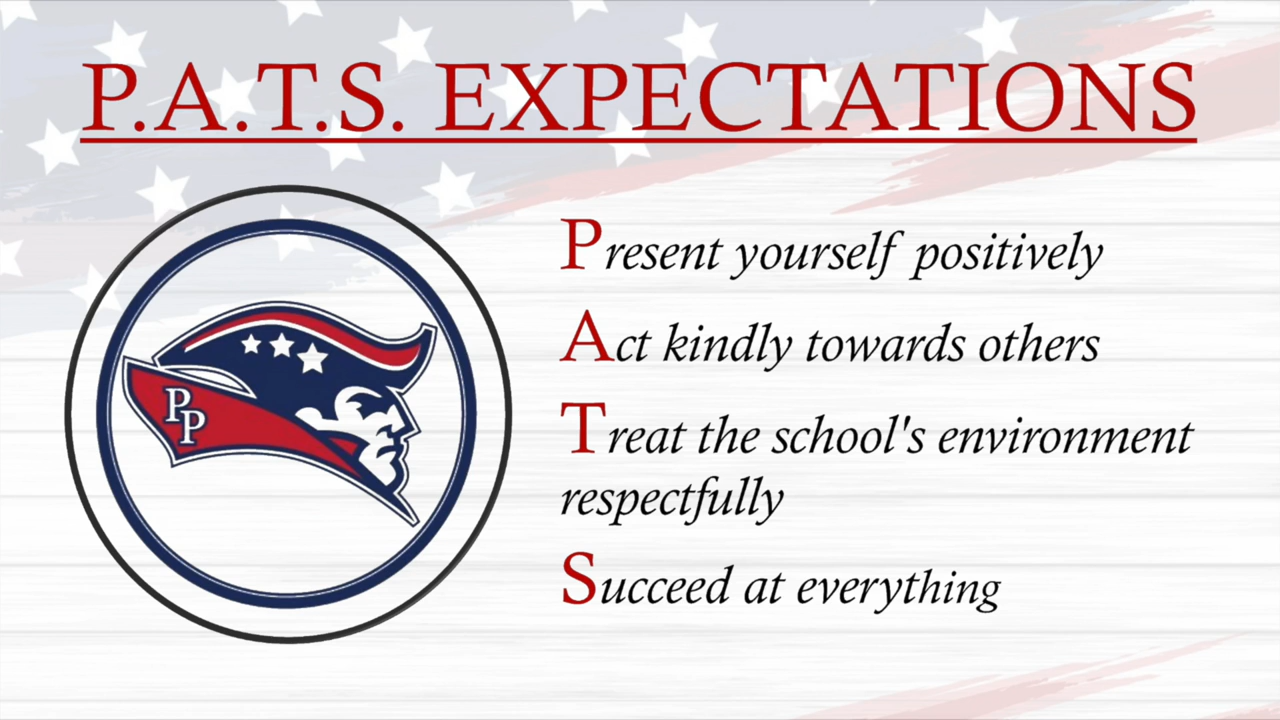 P.A.T.S. EXPECTATIONS
Present yourself positively
Act kindly towards others
Treat the school's environment
respectfully
Succeed at everything
PP